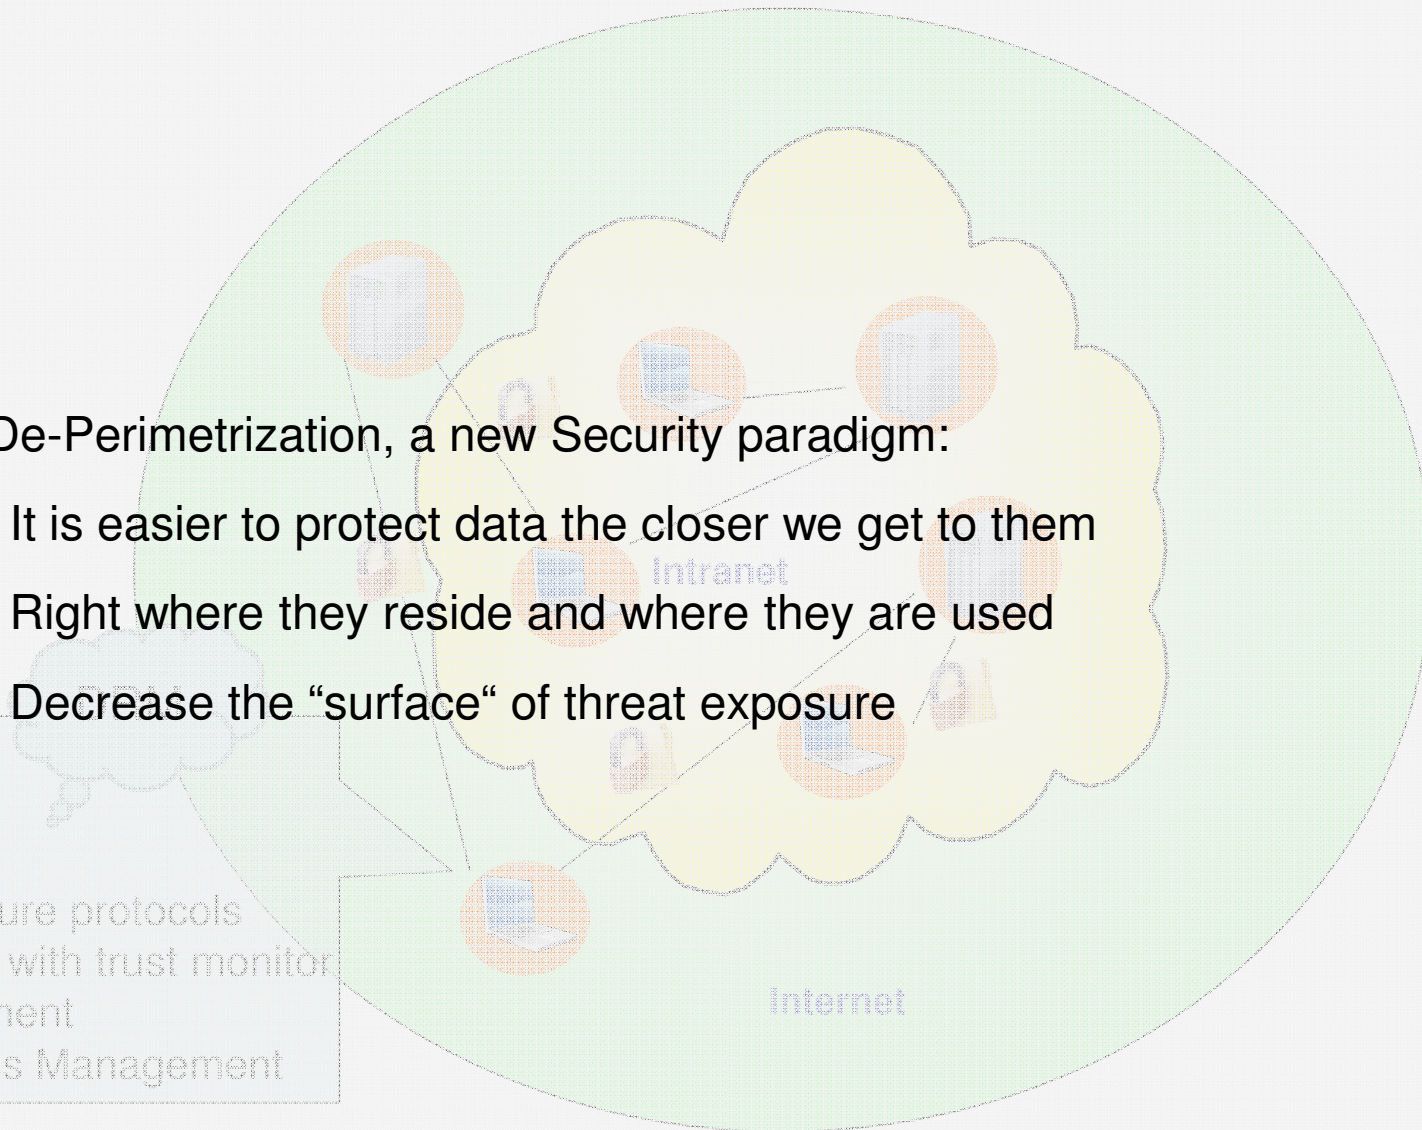 De-Perimetrization, a new Security paradigm:
It is easier to protect data the closer we get to them
Intranet
Right where they reside and where they are used
Decrease the “surface“ of threat exposure
ure protocols
with trust monitor
Internet
s Management